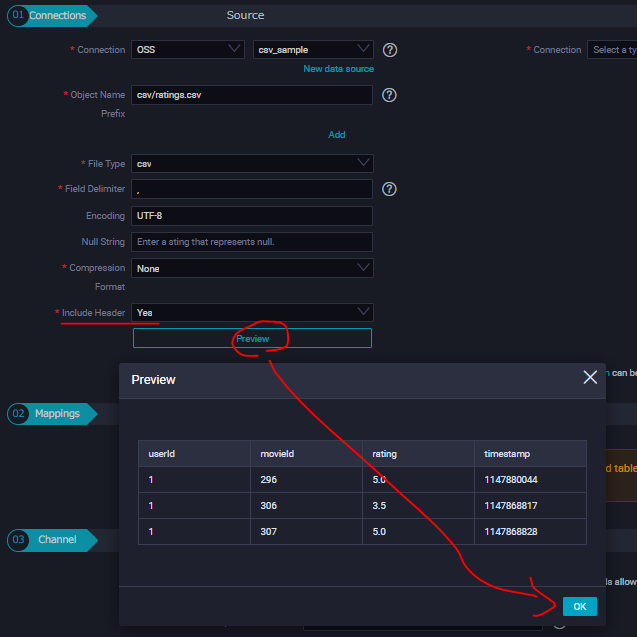 01 Connections
Source
* Connection OSS csv_sample ?
* Connection Select a ty
New data source
* Object Name
Prefix csv/ratings.csv ?
Add
* File Type csv
* Field Delimiter , ?
Encoding UTF-8
Null String Enter a sting that represents null.
* Compression
Format None
* Include Header Yes
Preview
n can be
Preview
02 Mappings
userId movieId rating timestamp
1 296 5.0 1147880044
1 306 3.5 1147868817
1 307 5.0 1147868828
d table
03 Channel
ls allow
OK